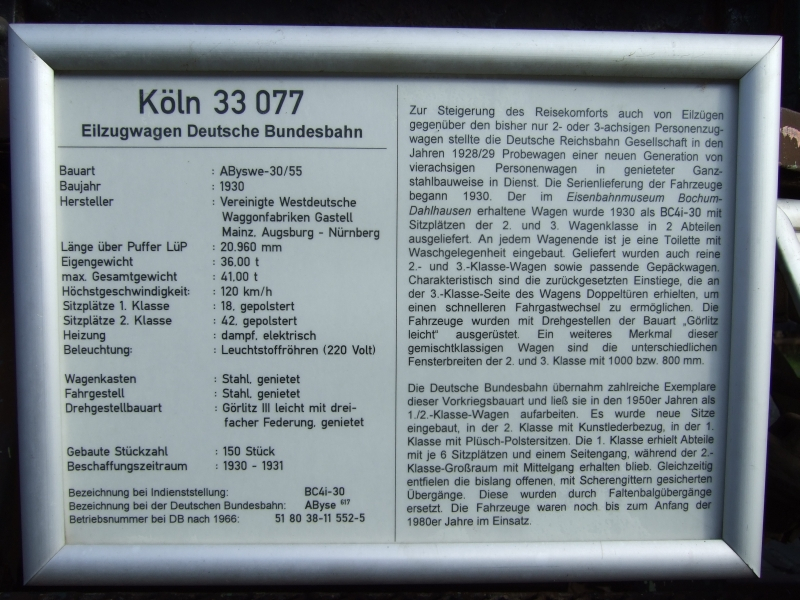 Köln 33 077
Eilzugwagen Deutsche Bundesbahn
Bauart : AByswe-30/55
Baujahr : 1930
Hersteller : Vereinigte Westdeutsche
Waggonfabriken Gastell
Mainz, Augsburg - Nürnberg
Länge über Puffer LüP : 20.960 mm
Eigengewicht : 36,00 t
max. Gesamtgewicht : 41,00 t
Höchstgeschwindigkeit: : 120 km/h
Sitzplätze 1. Klasse : 18, gepolstert
Sitzplätze 2. Klasse : 42, gepolstert
Heizung : dampf, elektrisch
Beleuchtung: : Leuchtstoffröhren (220 Volt)
Wagenkasten : Stahl, genietet
Fahrgestell : Stahl, genietet
Drehgestellbauart : Görlitz III leicht mit drei-
facher Federung, genietet
Gebaute Stückzahl : 150 Stück
Beschaffungszeitraum : 1930 - 1931
Bezeichnung bei Indienststellung: BC4i-30
Bezeichnung bei der Deutschen Bundesbahn: AByse 617
Betriebsnummer bei DB nach 1966: 51 80 38-11 552-5
Zur Steigerung des Reisekomforts auch von Eilzügen
gegenüber den bisher nur 2- oder 3-achsigen Personenzug-
wagen stellte die Deutsche Reichsbahn Gesellschaft in den
Jahren 1928/29 Probewagen einer neuen Generation von
vierachsigen Personenwagen in genieteter Ganz-
stahlbauweise in Dienst. Die Serienlieferung der Fahrzeuge
begann 1930. Der im Eisenbahnmuseum Bochum-
Dahlhausen erhaltene Wagen wurde 1930 als BC4i-30 mit
Sitzplätzen der 2. und 3. Wagenklasse in 2 Abteilen
ausgeliefert. An jedem Wagenende ist je eine Toilette mit
Waschgelegenheit eingebaut. Geliefert wurden auch reine
2.- und 3.-Klasse-Wagen sowie passende Gepäckwagen.
Charakteristisch sind die zurückgesetzten Einstiege, die an
der 3.-Klasse-Seite des Wagens Doppeltüren erhielten, um
einen schnelleren Fahrgastwechsel zu ermöglichen. Die
Fahrzeuge wurden mit Drehgestellen der Bauart „Görlitz
leicht" ausgerüstet. Ein weiteres Merkmal dieser
gemischtklassigen Wagen sind die unterschiedlichen
Fensterbreiten der 2. und 3. Klasse mit 1000 bzw. 800 mm.
Die Deutsche Bundesbahn übernahm zahlreiche Exemplare
dieser Vorkriegsbauart und ließ sie in den 1950er Jahren als
1./2.-Klasse-Wagen aufarbeiten. Es wurde neue Sitze
eingebaut, in der 2. Klasse mit Kunstlederbezug, in der 1.
Klasse mit Plüsch-Polstersitzen. Die 1. Klasse erhielt Abteile
mit je 6 Sitzplätzen und einem Seitengang, während der 2.-
Klasse-Großraum mit Mittelgang erhalten blieb. Gleichzeitig
entfielen die bislang offenen, mit Scherengittern gesicherten
Übergänge. Diese wurden durch Faltenbalgübergänge
ersetzt. Die Fahrzeuge waren noch bis zum Anfang der
1980er Jahre im Einsatz.